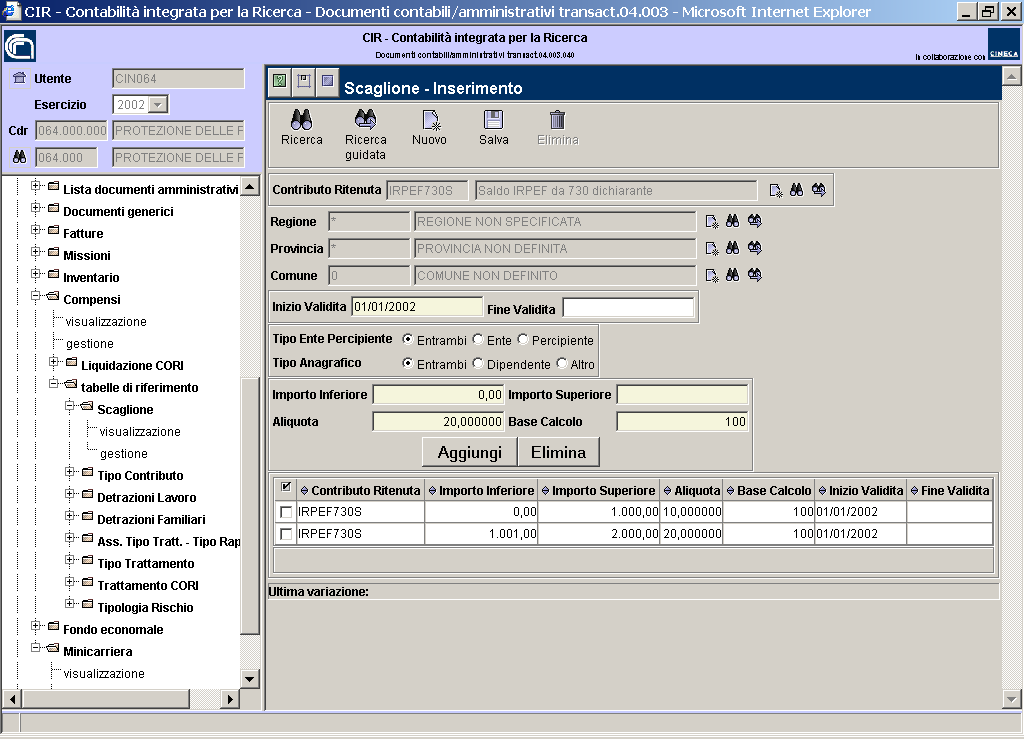 CIR - Contabilità integrata per la Ricerca - Documenti contabili/amministrativi transact.04.003 - Microsoft Internet Explorer
CIR - Contabilità integrata per la Ricerca
Documenti contabili/amministrativi transact.04.003.040
In collaborazione con CINECA
Utente CIN064
Esercizio 2002
Cdr 064.000.000 PROTEZIONE DELLE F
064.000 PROTEZIONE DELLE F
Lista documenti amministrativi
Documenti generici
Fatture
Missioni
Inventario
Compensi
visualizzazione
gestione
Liquidazione CORI
tabelle di riferimento
Scaglione
visualizzazione
gestione
Tipo Contributo
Detrazioni Lavoro
Detrazioni Familiari
Ass. Tipo Tratt. - Tipo Rap
Tipo Trattamento
Trattamento CORI
Tipologia Rischio
Fondo economale
Minicarriera
visualizzazione
Scaglione - Inserimento
Ricerca Ricerca guidata Nuovo Salva Elimina
Contributo Ritenuta IRPEF730S Saldo IRPEF da 730 dichiarante
Regione * REGIONE NON SPECIFICATA
Provincia * PROVINCIA NON DEFINITA
Comune 0 COMUNE NON DEFINITO
Inizio Validita 01/01/2002 Fine Validita
Tipo Ente Percipiente Entrambi Ente Percipiente
Tipo Anagrafico Entrambi Dipendente Altro
Importo Inferiore 0,00 Importo Superiore
Aliquota 20,000000 Base Calcolo 100
Aggiungi Elimina
Contributo Ritenuta Importo Inferiore Importo Superiore Aliquota Base Calcolo Inizio Validita Fine Validita
IRPEF730S 0,00 1.000,00 10,000000 100 01/01/2002
IRPEF730S 1.001,00 2.000,00 20,000000 100 01/01/2002
Ultima variazione: